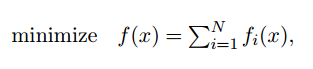 minimize f(x) = ∑_{i=1}^{N} f_i(x),